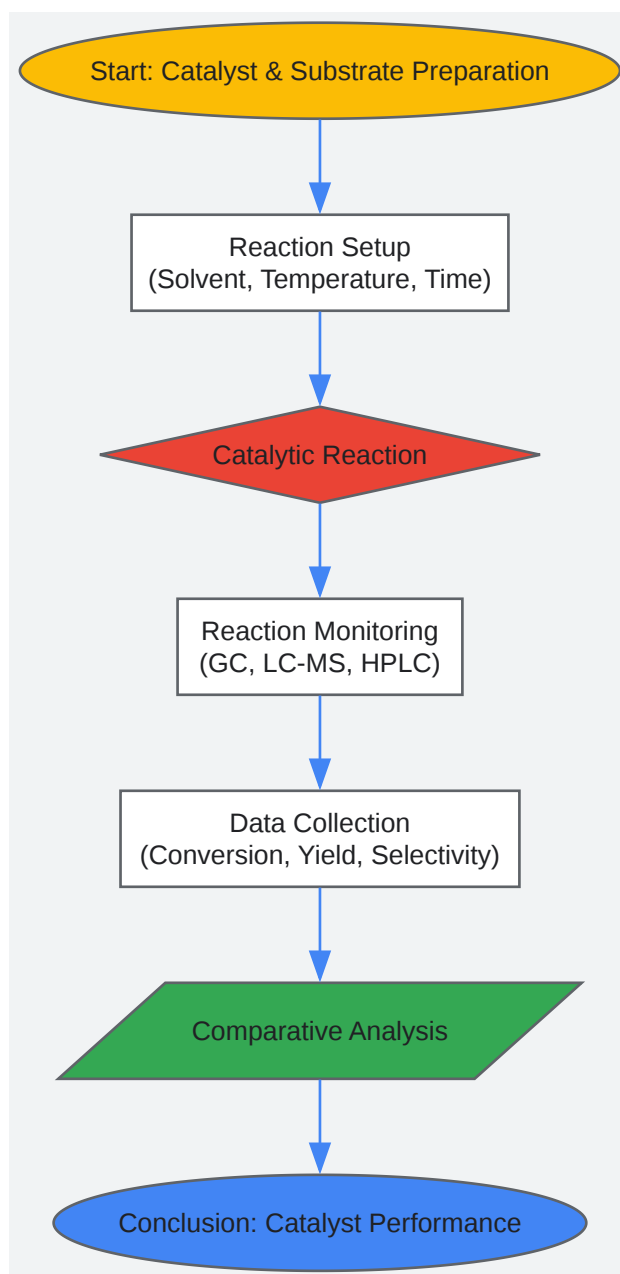 Start: Catalyst & Substrate Preparation
Reaction Setup
(Solvent, Temperature, Time)
Catalytic Reaction
Reaction Monitoring
(GC, LC-MS, HPLC)
Data Collection
(Conversion, Yield, Selectivity)
Comparative Analysis
Conclusion: Catalyst Performance